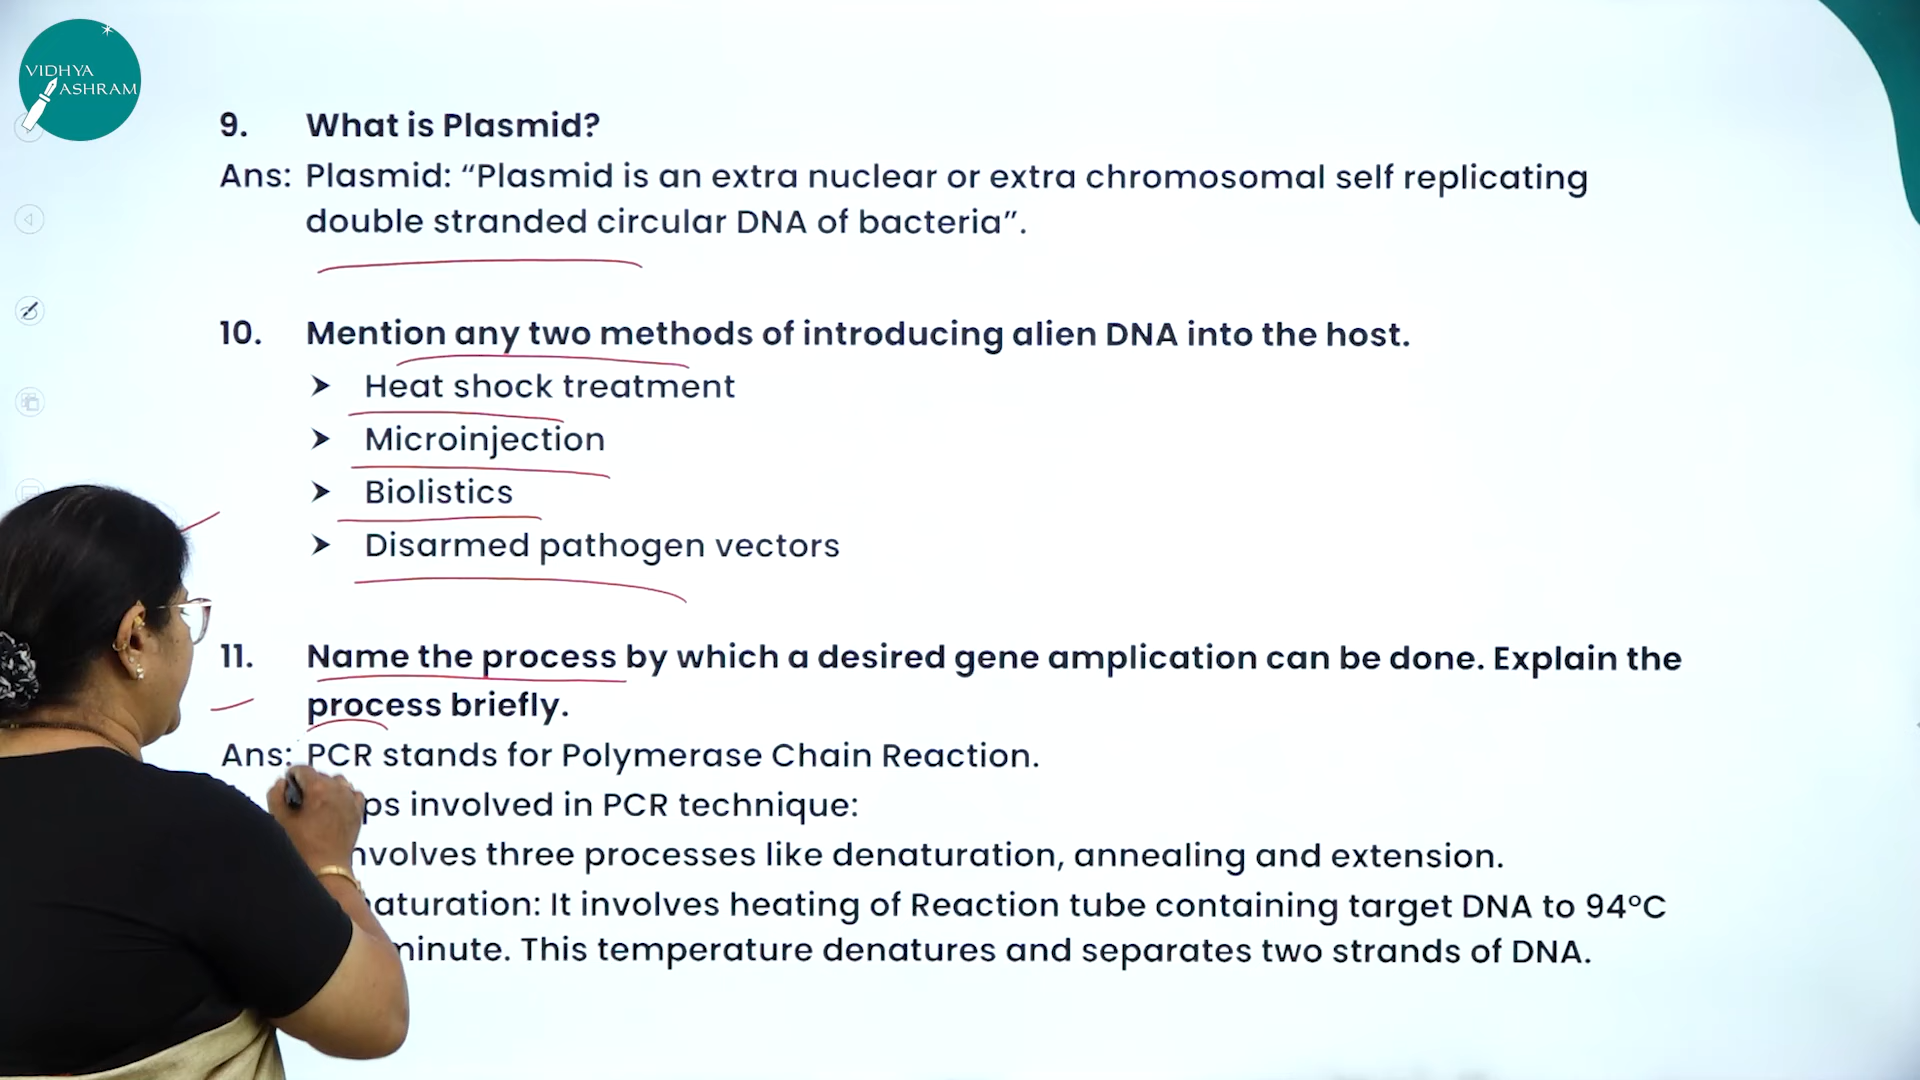 VIDHYA
ASHRAM
9. What is Plasmid?
Ans: Plasmid: “Plasmid is an extra nuclear or extra chromosomal self replicating
double stranded circular DNA of bacteria”.
10. Mention any two methods of introducing alien DNA into the host.
➤ Heat shock treatment
➤ Microinjection
➤ Biolistics
➤ Disarmed pathogen vectors
11. Name the process by which a desired gene amplication can be done. Explain the
process briefly.
Ans: PCR stands for Polymerase Chain Reaction.
involved in PCR technique:
three processes like denaturation, annealing and extension.
It involves heating of Reaction tube containing target DNA to 94°C
minute. This temperature denatures and separates two strands of DNA.